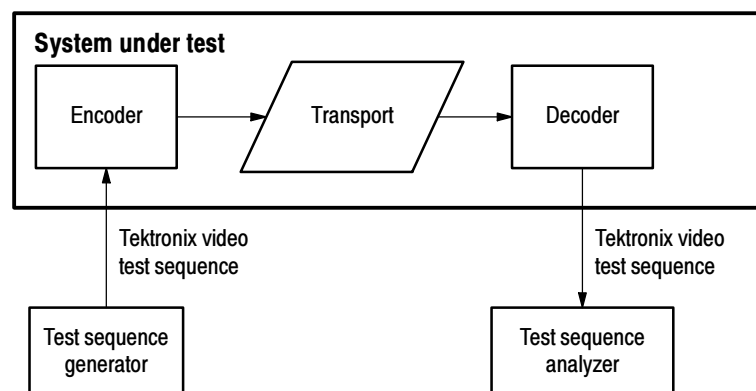 System under test
Encoder
Transport
Decoder
Tektronix video
test sequence
Tektronix video
test sequence
Test sequence
generator
Test sequence
analyzer